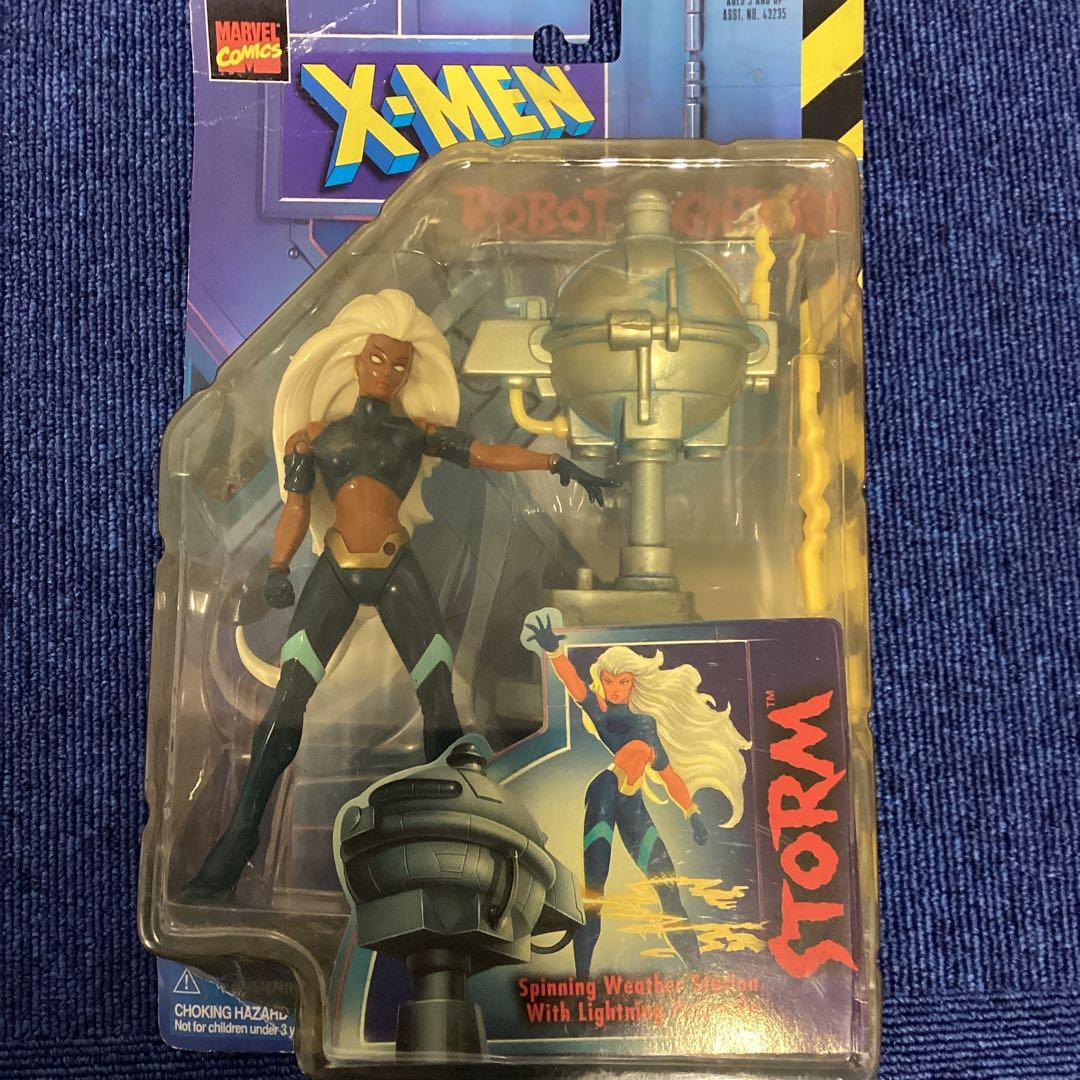 ASST. NO. 43235
MARVEL
COMICS
X-MEN
ROBOT
STORM™
Spinning Weather Station
With Lightning
WARNING
CHOKING HAZARD
Not for children under 3